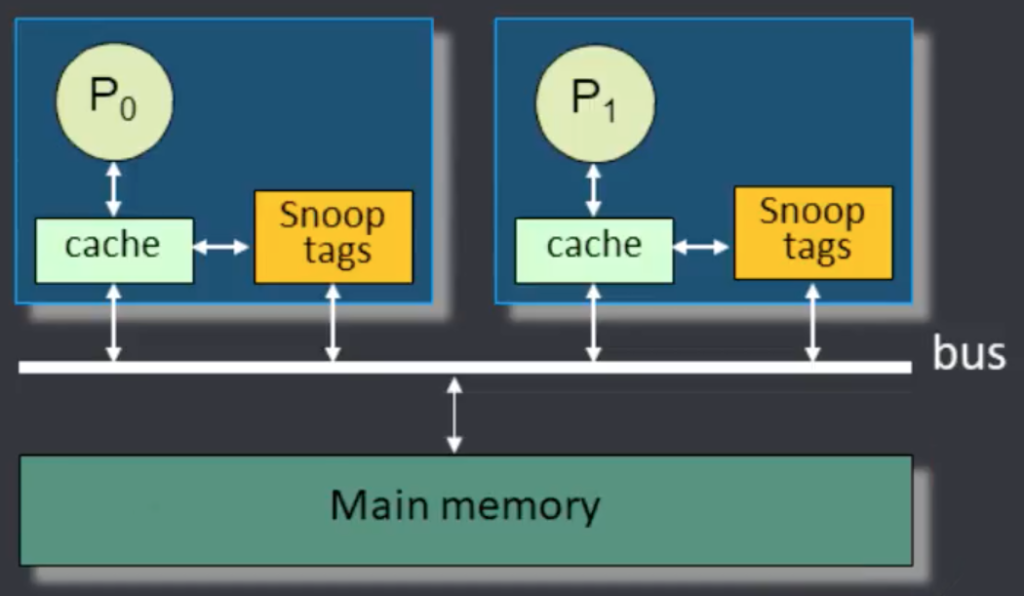 P₀
P₁
cache
Snoop
tags
cache
Snoop
tags
bus
Main memory